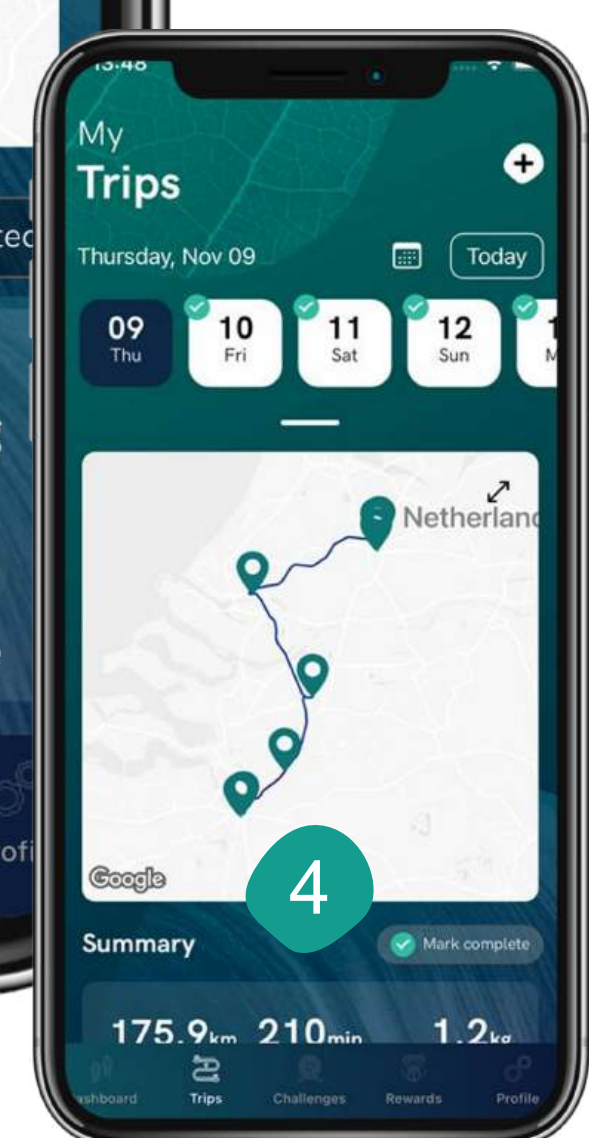 13:48
My
Trips
Thursday, Nov 09
Today
09
Thu
10
Fri
11
Sat
12
Sun
Netherland
Google
4
Summary
Mark complete
175.9km 210min 1.2kg
ashboard Trips Challenges Rewards Profile